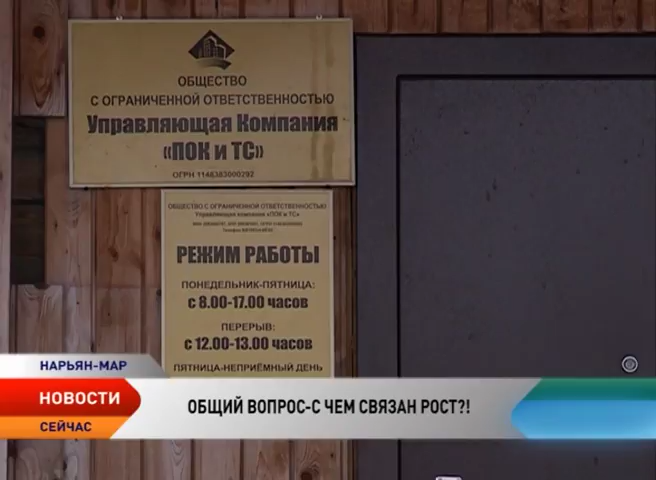 ОБЩЕСТВО
С ОГРАНИЧЕННОЙ ОТВЕТСТВЕННОСТЬЮ
Управляющая Компания
«ПОК и ТС»
ОГРН 1148383000292
ОБЩЕСТВО С ОГРАНИЧЕННОЙ ОТВЕТСТВЕННОСТЬЮ
Управляющая компания «ПОК и ТС»
РЕЖИМ РАБОТЫ
ПОНЕДЕЛЬНИК-ПЯТНИЦА:
с 8.00-17.00 часов
ПЕРЕРЫВ:
с 12.00-13.00 часов
ПЯТНИЦА-НЕПРИЁМНЫЙ ДЕНЬ
НАРЬЯН-МАР
НОВОСТИ
СЕЙЧАС
ОБЩИЙ ВОПРОС-С ЧЕМ СВЯЗАН РОСТ?!